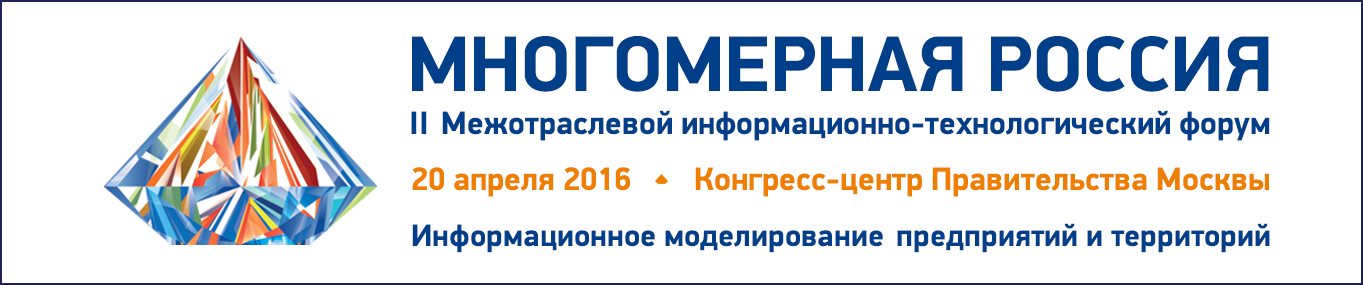 МНОГОМЕРНАЯ РОССИЯ
II Межотраслевой информационно-технологический форум
20 апреля 2016 Конгресс-центр Правительства Москвы
Информационное моделирование предприятий и территорий